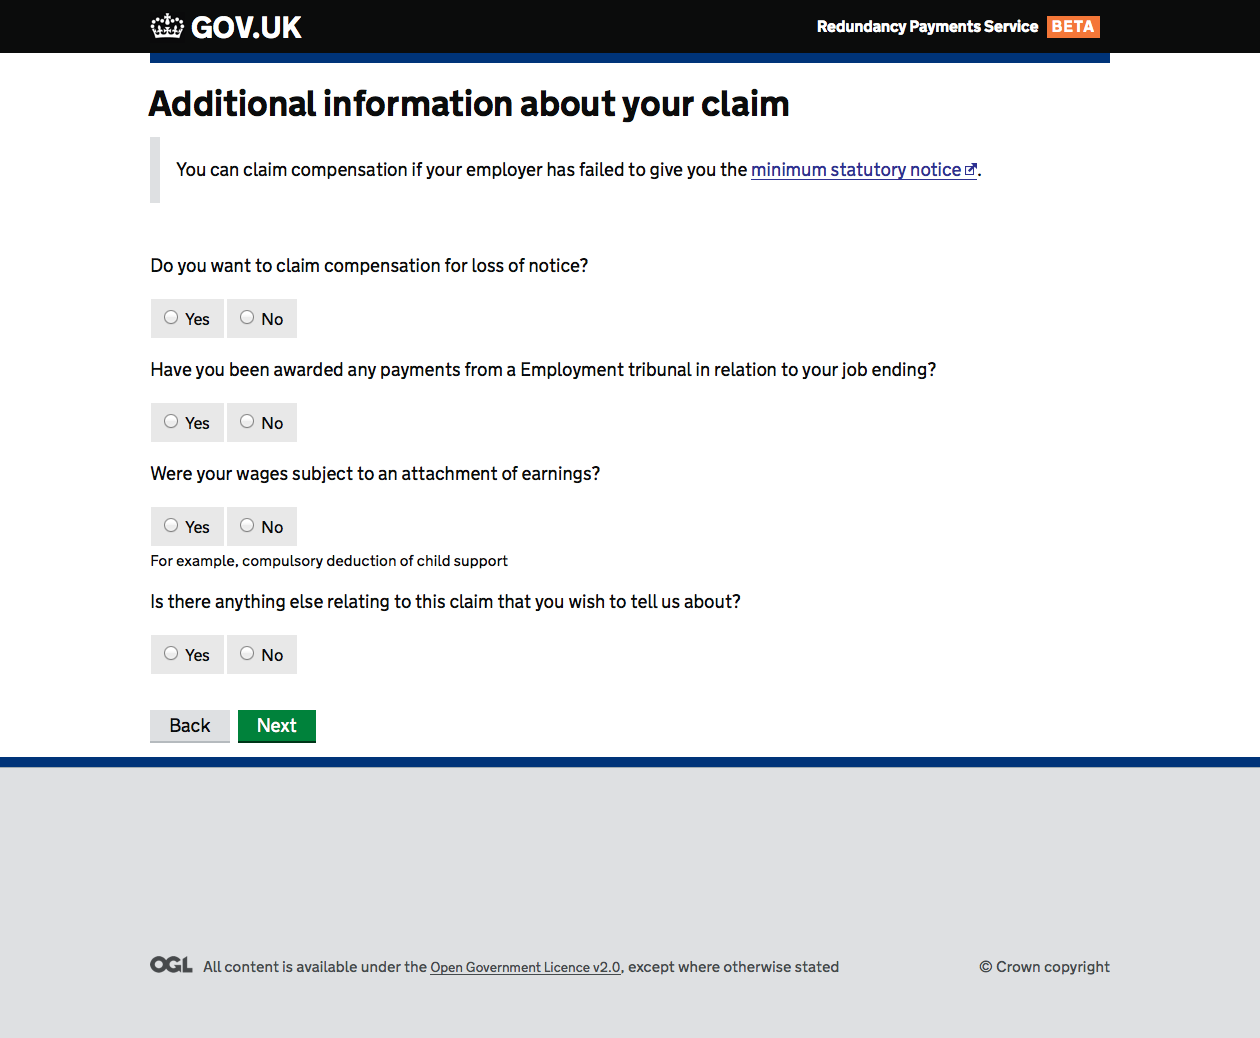 GOV.UK
Redundancy Payments Service BETA
Additional information about your claim
You can claim compensation if your employer has failed to give you the minimum statutory notice.
Do you want to claim compensation for loss of notice?
Yes No
Have you been awarded any payments from a Employment tribunal in relation to your job ending?
Yes No
Were your wages subject to an attachment of earnings?
Yes No
For example, compulsory deduction of child support
Is there anything else relating to this claim that you wish to tell us about?
Yes No
Back Next
OGL All content is available under the Open Government Licence v2.0, except where otherwise stated
© Crown copyright